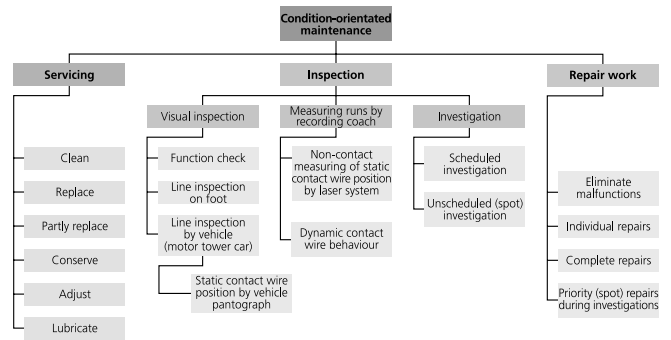 Condition-orientated
maintenance
Servicing
Inspection
Repair work
Visual inspection
Measuring runs by
recording coach
Investigation
Clean
Replace
Partly replace
Conserve
Adjust
Lubricate
Function check
Line inspection
on foot
Line inspection
by vehicle
(motor tower car)
Static contact wire
position by vehicle
pantograph
Non-contact
measuring of static
contact wire position
by laser system
Dynamic contact
wire behaviour
Scheduled
investigation
Unscheduled (spot)
investigation
Eliminate
malfunctions
Individual repairs
Complete repairs
Priority (spot) repairs
during investigations